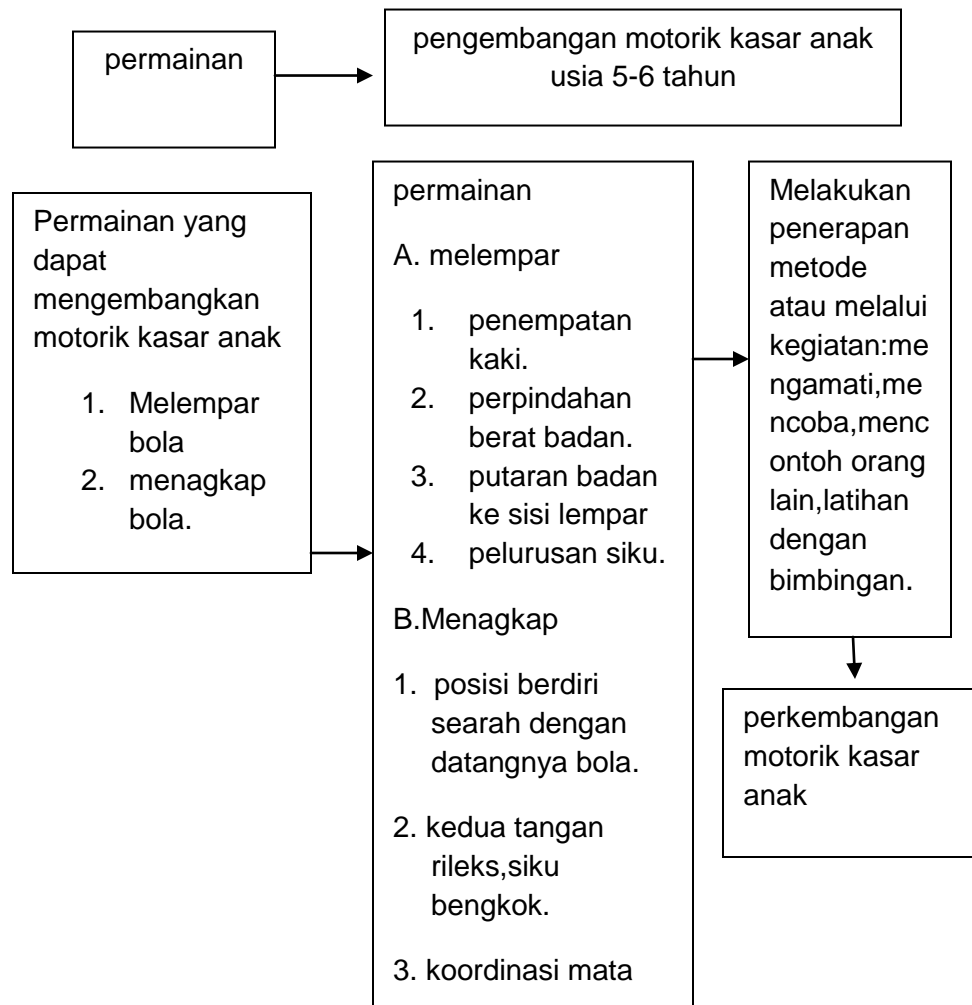 permainan
pengembangan motorik kasar anak
usia 5-6 tahun
Permainan yang
dapat
mengembangkan
motorik kasar anak
1. Melempar
bola
2. menagkap
bola.
permainan
A. melempar
1. penempatan
kaki.
2. perpindahan
berat badan.
3. putaran badan
ke sisi lempar
4. pelurusan siku.
B.Menagkap
1. posisi berdiri
searah dengan
datangnya bola.
2. kedua tangan
rileks,siku
bengkok.
3. koordinasi mata
Melakukan
penerapan
metode
atau melalui
kegiatan:me
ngamati,me
ncoba,menc
ontoh orang
lain,latihan
dengan
bimbingan.
perkembangan
motorik kasar
anak